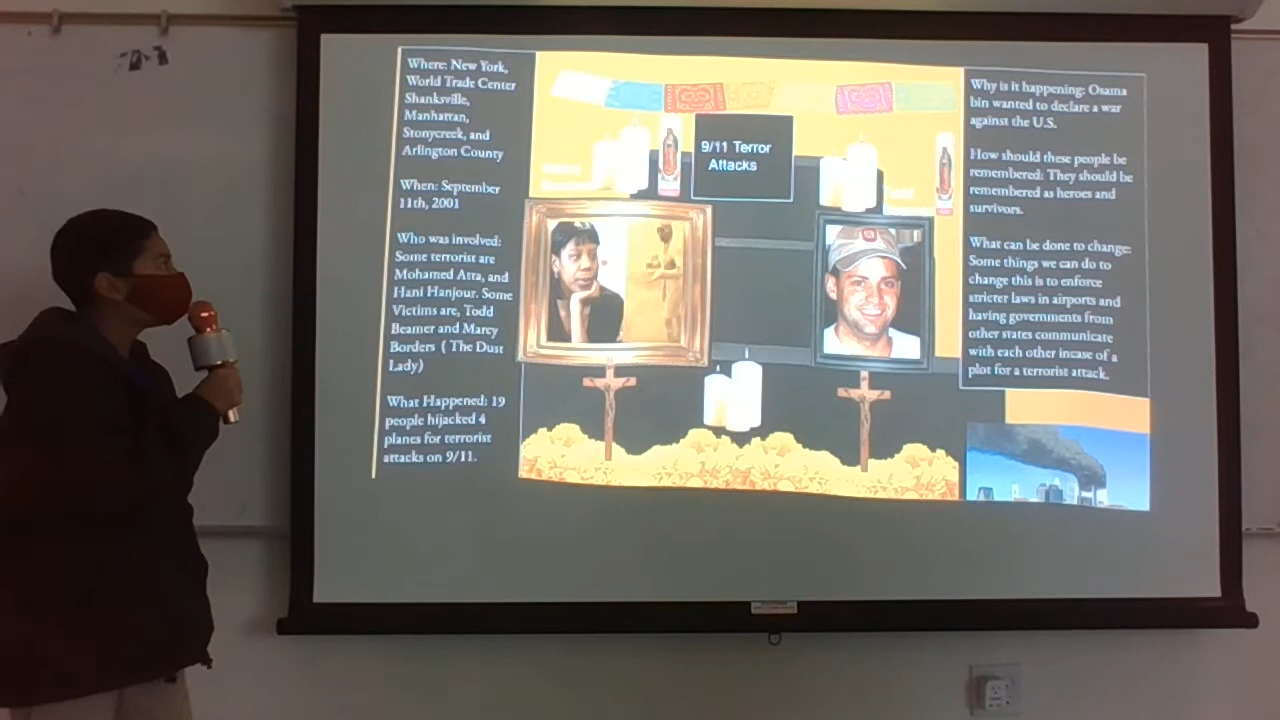 Where: New York,
World Trade Center
Shanksville,
Manhattan,
Stonycreek, and
Arlington County
When: September
11th, 2001
Who was involved:
Some terrorist are
Mohamed Atta, and
Hani Hanjour. Some
Victims are, Todd
Beamer and Marcy
Borders ( The Dust
Lady)
What Happened: 19
people hijacked 4
planes for terrorist
attacks on 9/11.
9/11 Terror
Attacks
Why is it happening: Osama
bin wanted to declare a war
against the U.S.
How should these people be
remembered: They should be
remembered as heroes and
survivors.
What can be done to change:
Some things we can do to
change this is to enforce
stricter laws in airports and
having governments from
other states communicate
with each other incase of a
plot for a terrorist attack.